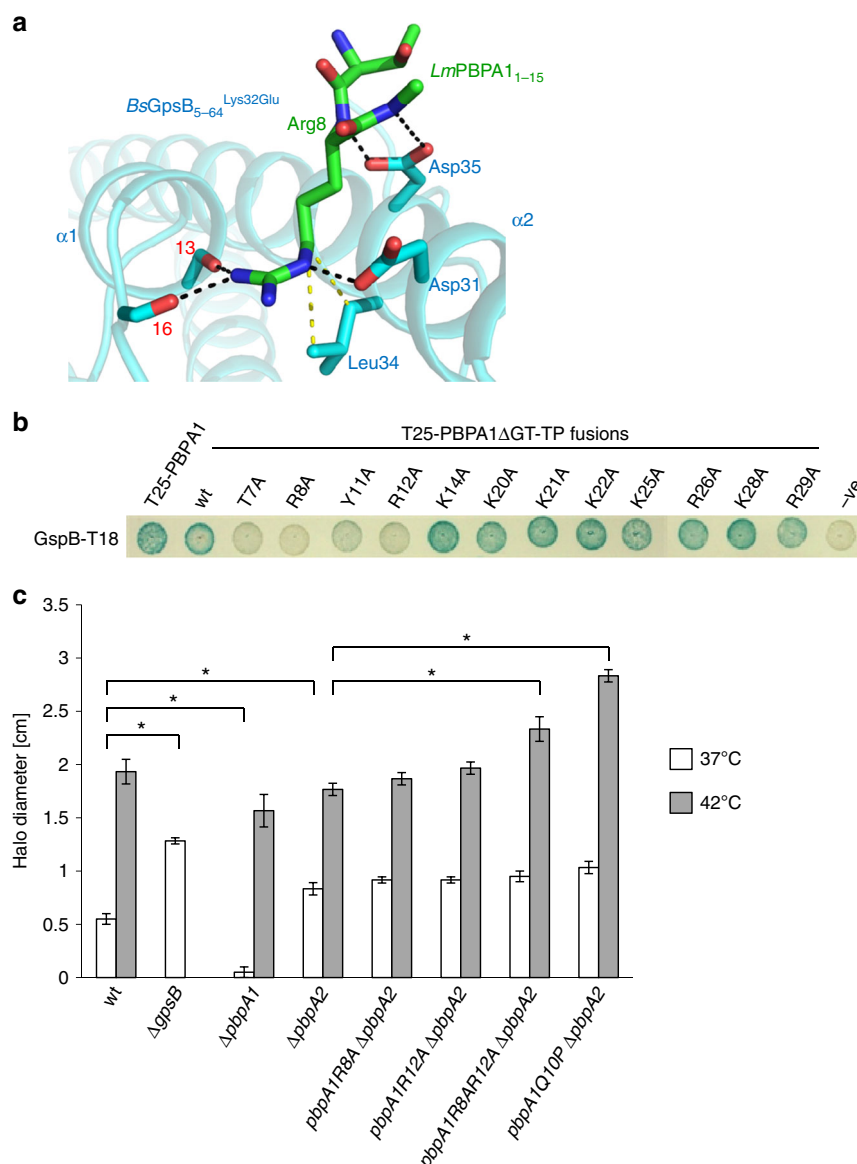 a
LmPBPA1₁₋₁₅
BsGpsB₅₋₆₄ᴸʸˢ³²ᴳˡᵘ
Arg8
Asp35
α1
α2
13
Asp31
16
Leu34
b
T25-PBPA1ΔGT-TP fusions
T25-PBPA1
wt
T7A
R8A
Y11A
R12A
K14A
K20A
K21A
K22A
K25A
R26A
K28A
R29A
–ve
GspB-T18
c
3.5
3
2.5
2
1.5
1
0.5
0
Halo diameter [cm]
*
*
*
*
*
37°C
42°C
wt
ΔgpsB
ΔpbpA1
ΔpbpA2
pbpA1R8A ΔpbpA2
pbpA1R12A ΔpbpA2
pbpA1R8AR12A ΔpbpA2
pbpA1Q10P ΔpbpA2